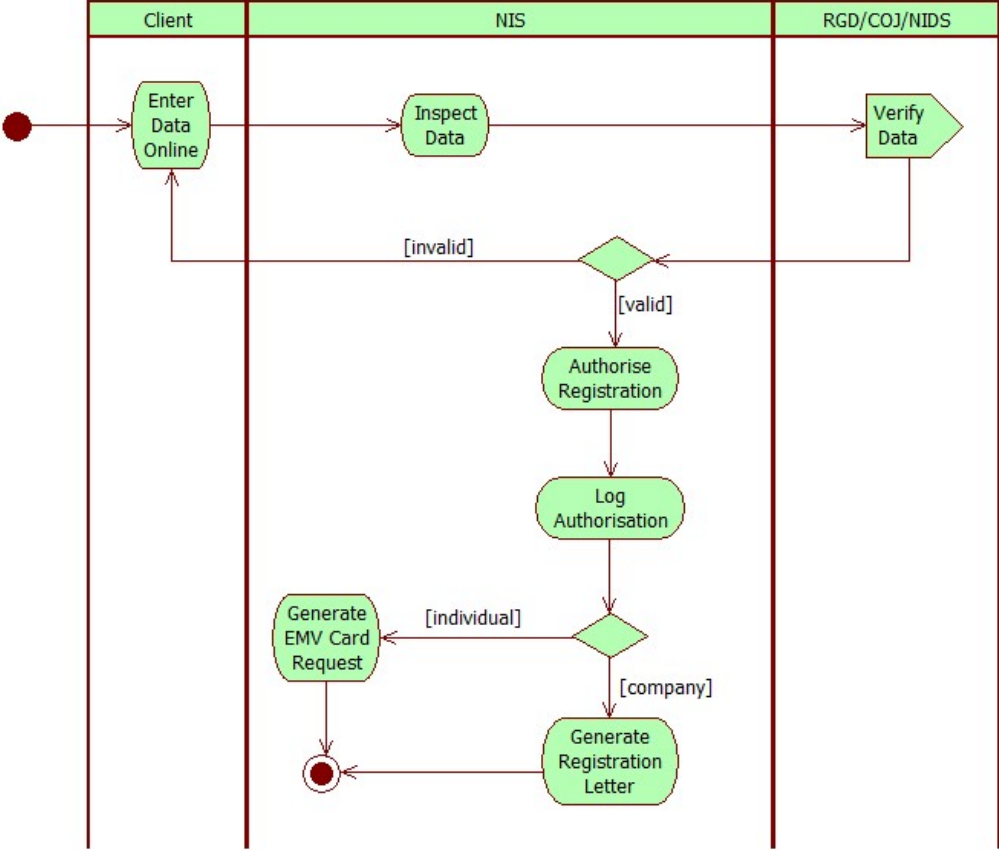 Client
NIS
RGD/COJ/NIDS
Enter
Data
Online
Inspect
Data
Verify
Data
[invalid]
[valid]
Authorise
Registration
Log
Authorisation
[individual]
Generate
EMV Card
Request
[company]
Generate
Registration
Letter